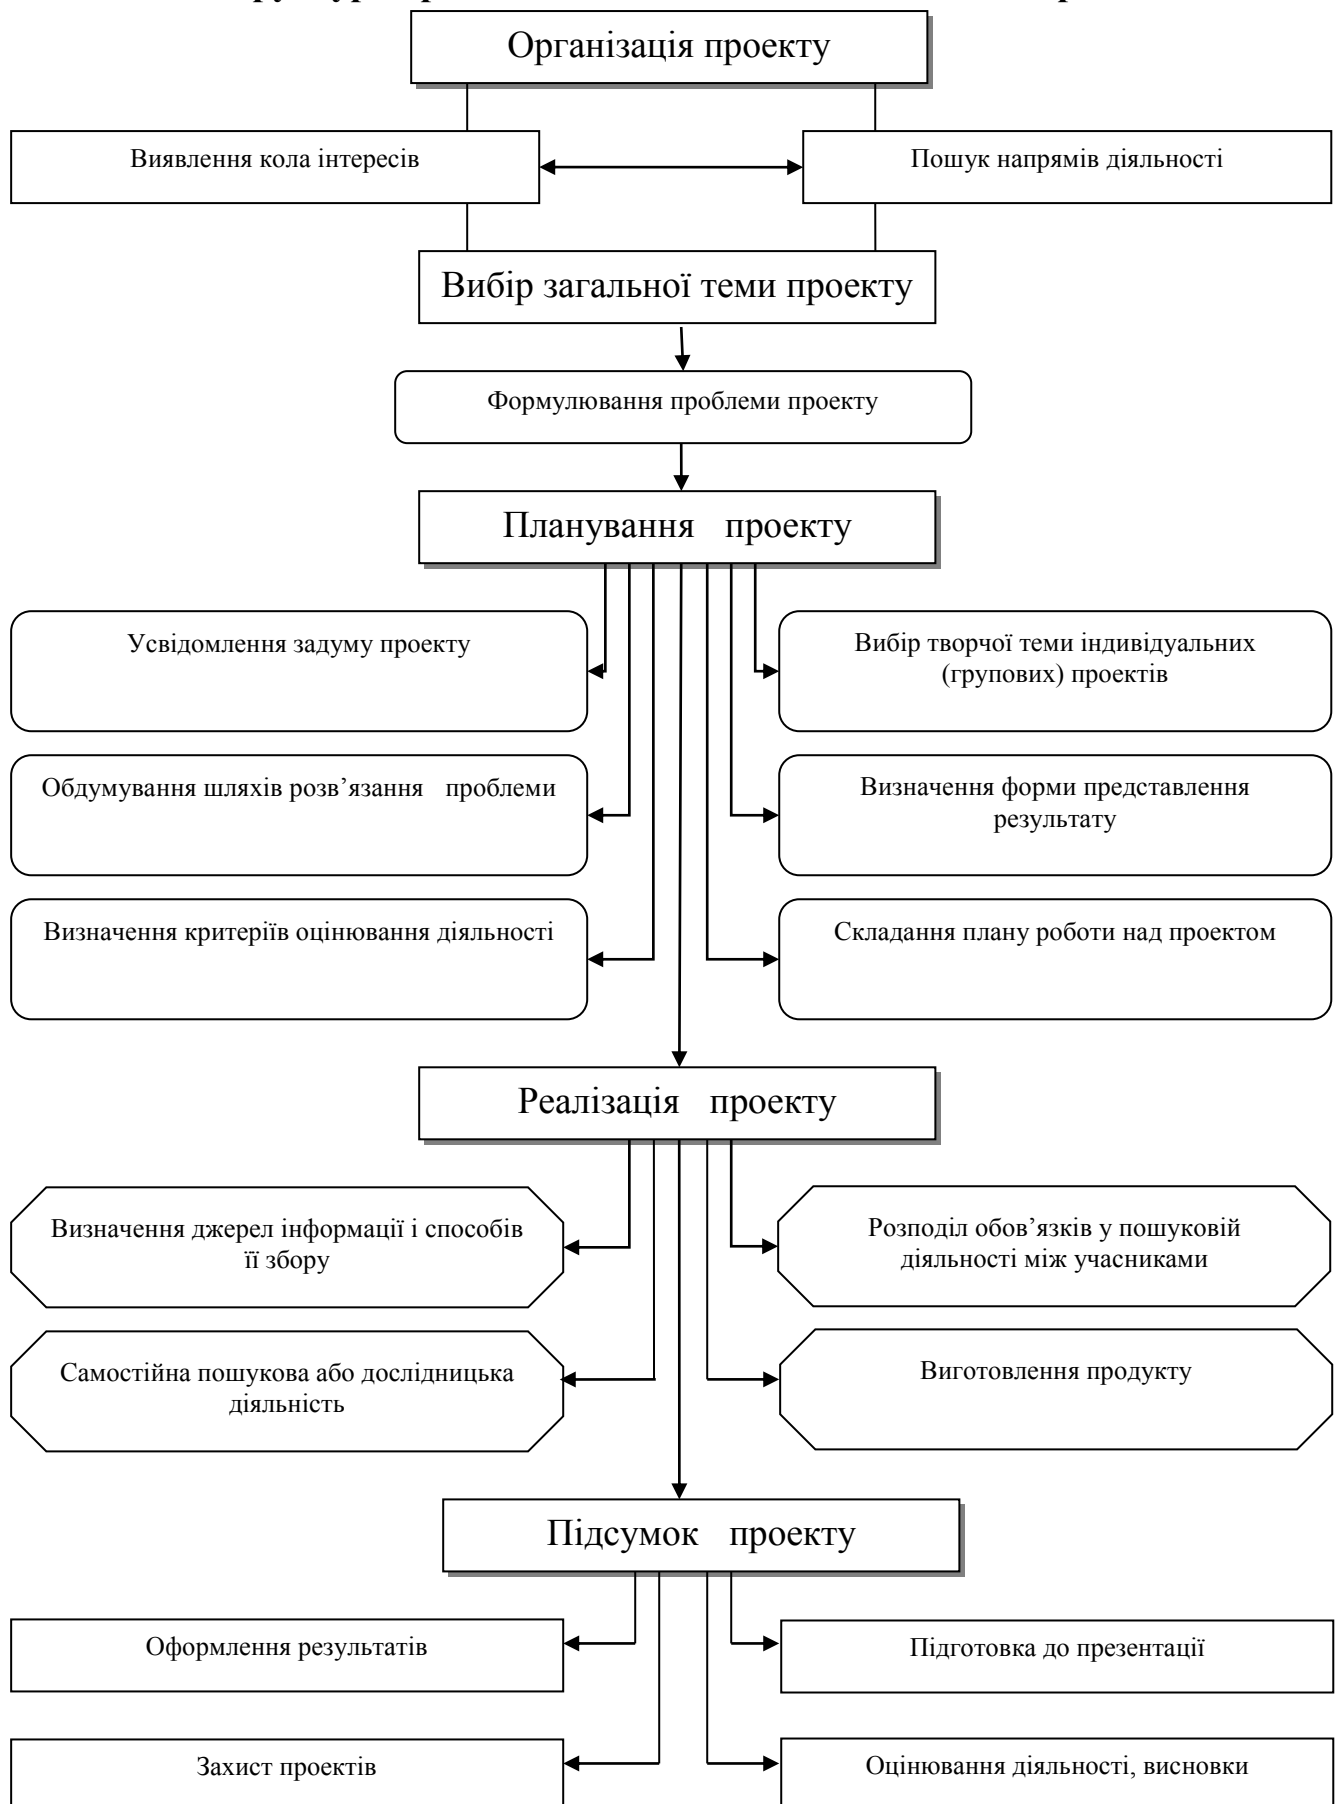 Організація проекту
Виявлення кола інтересів
Пошук напрямів діяльності
Вибір загальної теми проекту
Формулювання проблеми проекту
Планування проекту
Усвідомлення задуму проекту
Вибір творчої теми індивідуальних
(групових) проектів
Обдумування шляхів розв’язання проблеми
Визначення форми представлення
результату
Визначення критеріїв оцінювання діяльності
Складання плану роботи над проектом
Реалізація проекту
Визначення джерел інформації і способів
її збору
Розподіл обов’язків у пошуковій
діяльності між учасниками
Самостійна пошукова або дослідницька
діяльність
Виготовлення продукту
Підсумок проекту
Оформлення результатів
Підготовка до презентації
Захист проектів
Оцінювання діяльності, висновки